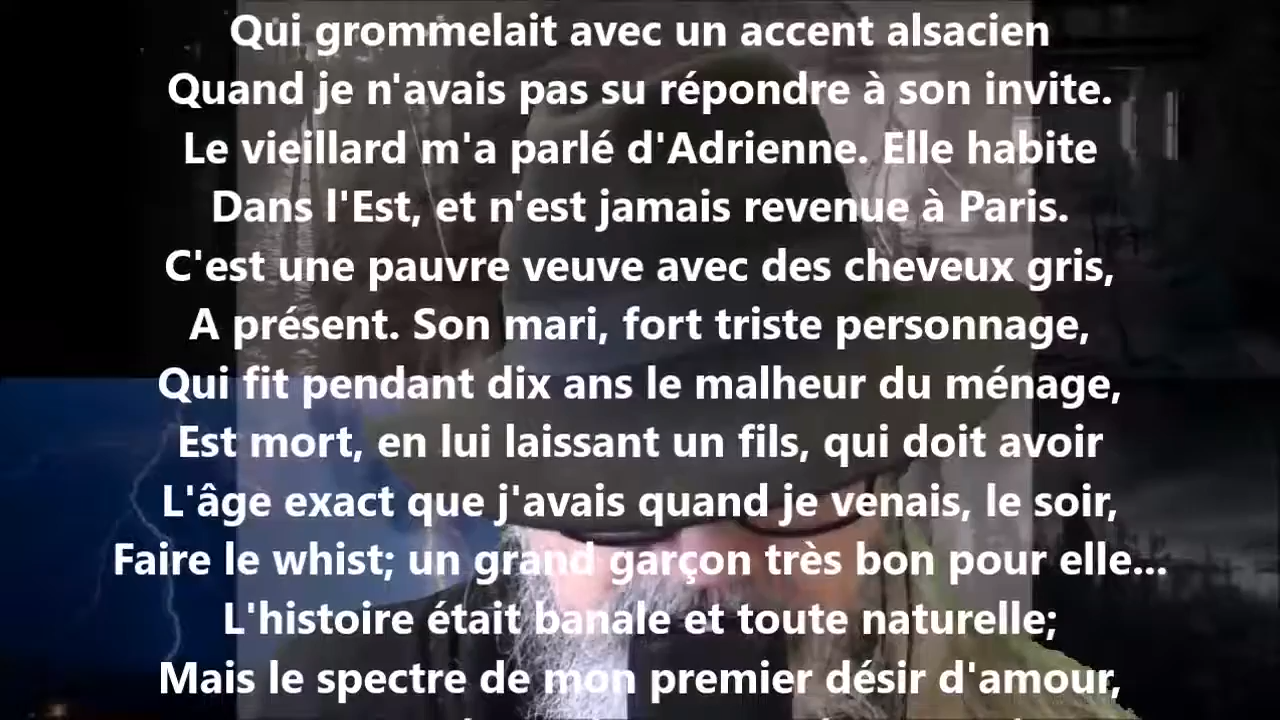 Qui grommelait avec un accent alsacien
Quand je n'avais pas su répondre à son invite.
Le vieillard m'a parlé d'Adrienne. Elle habite
Dans l'Est, et n'est jamais revenue à Paris.
C'est une pauvre veuve avec des cheveux gris,
A présent. Son mari, fort triste personnage,
Qui fit pendant dix ans le malheur du ménage,
Est mort, en lui laissant un fils, qui doit avoir
L'âge exact que j'avais quand je venais, le soir,
Faire le whist; un grand garçon très bon pour elle...
L'histoire était banale et toute naturelle;
Mais le spectre de mon premier désir d'amour,